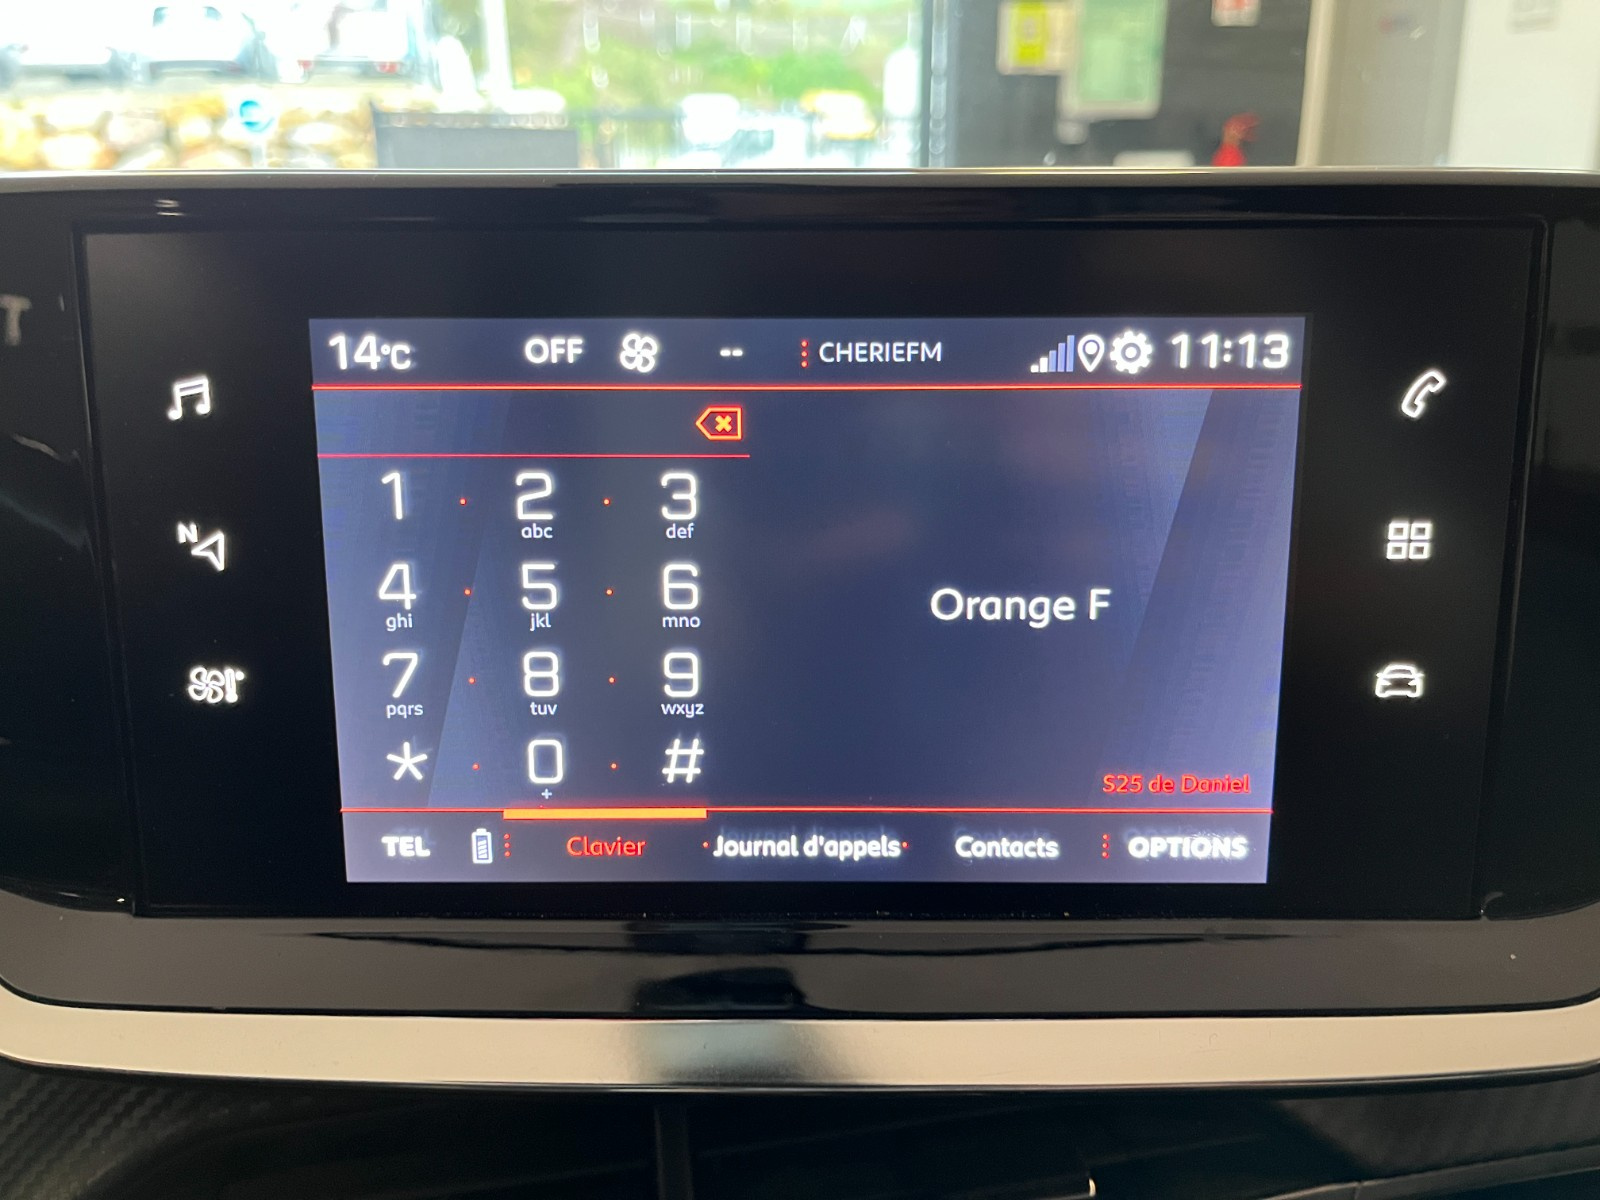 14°C OFF -- CHERIEFM 11:13
1 2 3
abc def
4 5 6
ghi jkl mno
7 8 9
pqrs tuv wxyz
* 0 #
+
Orange F
S25 de Daniel
TEL Clavier Journal d'appels Contacts OPTIONS
N
T